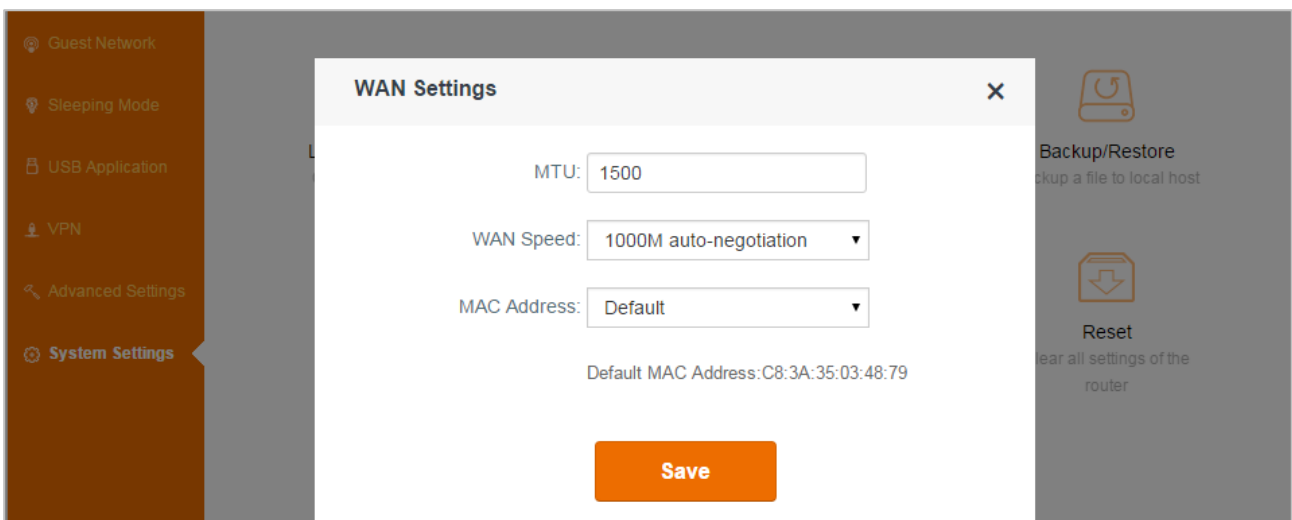 Guest Network
Sleeping Mode
USB Application
VPN
Advanced Settings
System Settings
WAN Settings
MTU: 1500
WAN Speed: 1000M auto-negotiation
MAC Address: Default
Default MAC Address:C8:3A:35:03:48:79
Save
Backup/Restore
ckup a file to local host
Reset
lear all settings of the
router